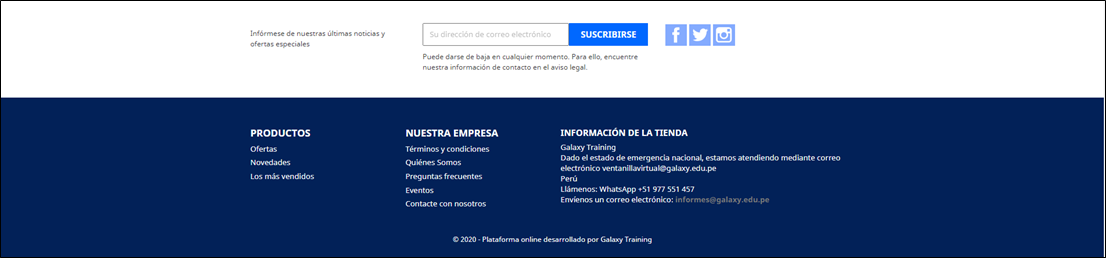 Infórmese de nuestras últimas noticias y
ofertas especiales
Su dirección de correo electrónico
SUSCRIBIRSE
Puede darse de baja en cualquier momento. Para ello, encuentre
nuestra información de contacto en el aviso legal.
PRODUCTOS
Ofertas
Novedades
Los más vendidos
NUESTRA EMPRESA
Términos y condiciones
Quiénes Somos
Preguntas frecuentes
Eventos
Contacte con nosotros
INFORMACIÓN DE LA TIENDA
Galaxy Training
Dado el estado de emergencia nacional, estamos atendiendo mediante correo
electrónico ventanillavirtual@galaxy.edu.pe
Perú
Llámenos: WhatsApp +51 977 551 457
Envíenos un correo electrónico: informes@galaxy.edu.pe
© 2020 - Plataforma online desarrollado por Galaxy Training